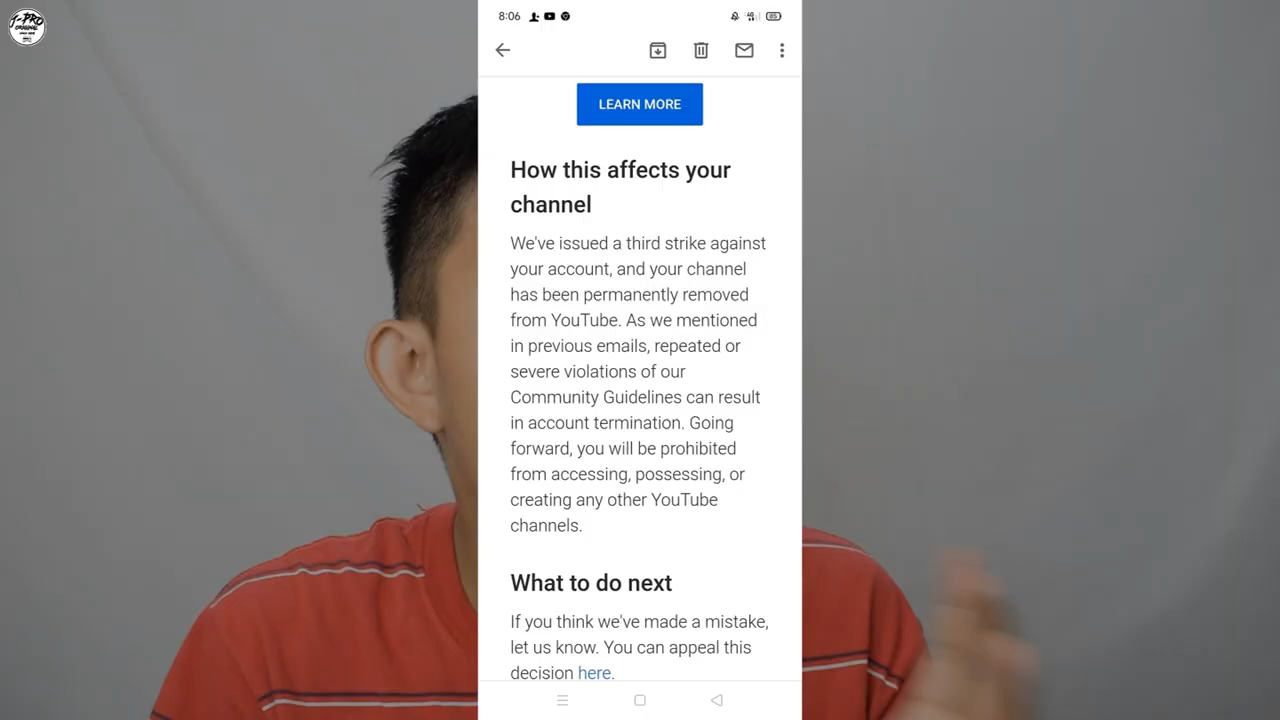 J-PRO
ORIGINAL
8:06
4G
85
LEARN MORE
How this affects your
channel
We've issued a third strike against
your account, and your channel
has been permanently removed
from YouTube. As we mentioned
in previous emails, repeated or
severe violations of our
Community Guidelines can result
in account termination. Going
forward, you will be prohibited
from accessing, possessing, or
creating any other YouTube
channels.
What to do next
If you think we've made a mistake,
let us know. You can appeal this
decision here.